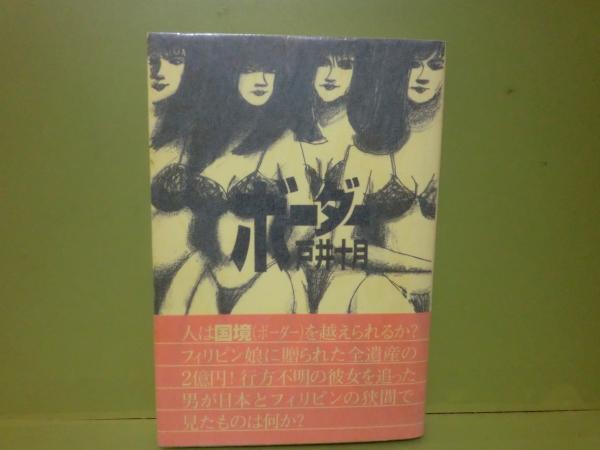 ボーダー
戸井十月
人は国境(ボーダー)を越えられるか?
フィリピン娘に贈られた全遺産の
2億円!行方不明の彼女を追った
男が日本とフィリピンの狭間で
見たものは何か?